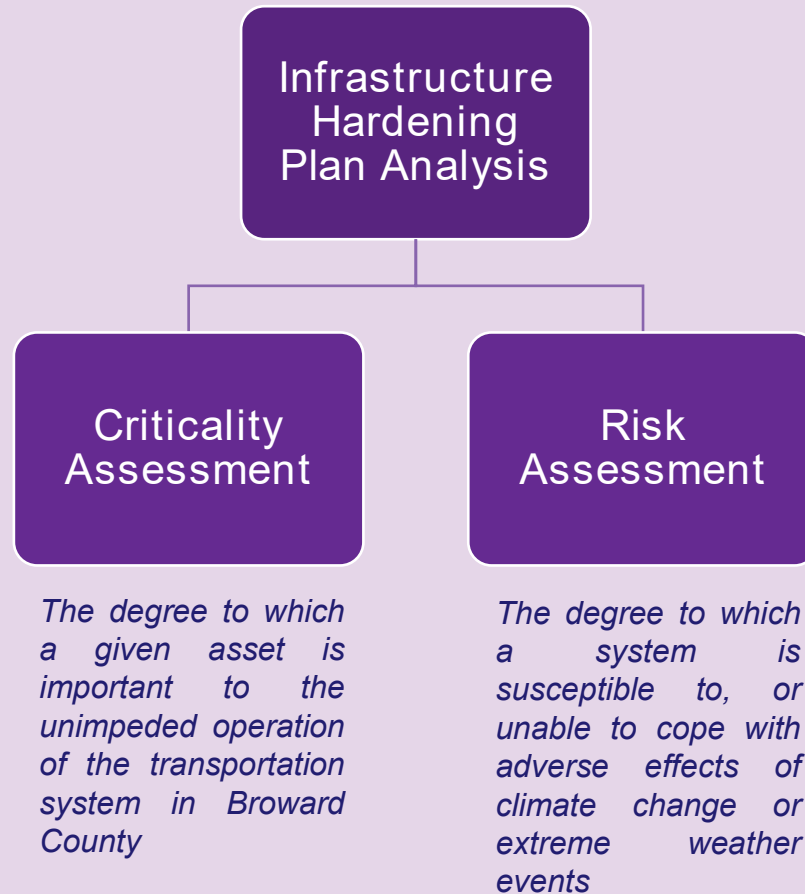 Infrastructure
Hardening
Plan Analysis
Criticality
Assessment
The degree to which
a given asset is
important to the
unimpeded operation
of the transportation
system in Broward
County
Risk
Assessment
The degree to which
a system is
susceptible to, or
unable to cope with
adverse effects of
climate change or
extreme weather
events